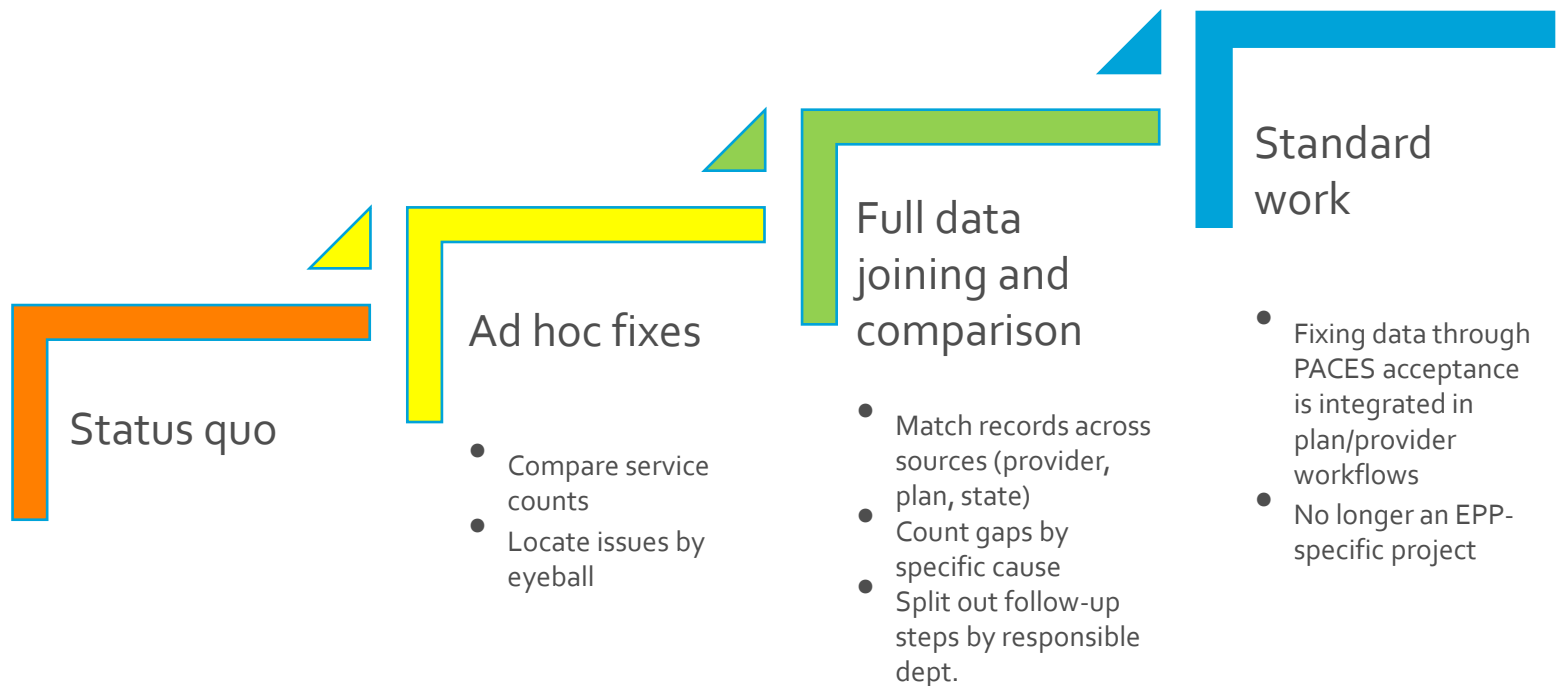 Status quo
Ad hoc fixes
• Compare service
counts
• Locate issues by
eyeball
Full data
joining and
comparison
• Match records across
sources (provider,
plan, state)
• Count gaps by
specific cause
• Split out follow-up
steps by responsible
dept.
Standard
work
• Fixing data through
PACES acceptance
is integrated in
plan/provider
workflows
• No longer an EPP-
specific project